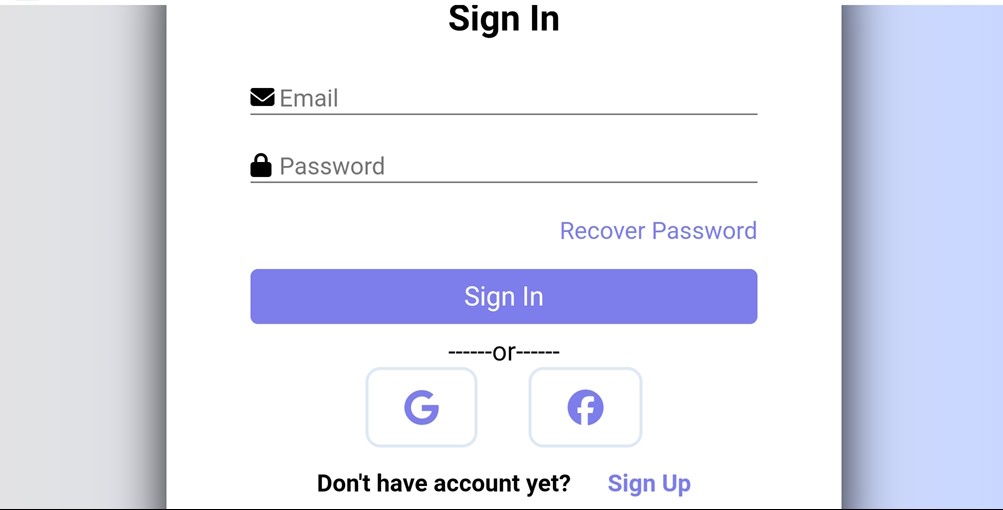 Sign In
Email
Password
Recover Password
Sign In
------or------
G
Don't have account yet? Sign Up